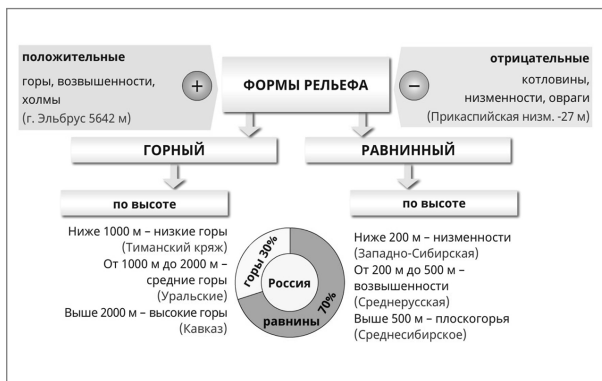 положительные
горы, возвышенности,
холмы
(г. Эльбрус 5642 м)
+
ФОРМЫ РЕЛЬЕФА
−
отрицательные
котловины,
низменности, овраги
(Прикаспийская низм. -27 м)
ГОРНЫЙ
РАВНИННЫЙ
по высоте
по высоте
Ниже 1000 м – низкие горы
(Тиманский кряж)
От 1000 м до 2000 м –
средние горы
(Уральские)
Выше 2000 м – высокие горы
(Кавказ)
горы 30%
Россия
равнины 70%
Ниже 200 м – низменности
(Западно-Сибирская)
От 200 м до 500 м –
возвышенности
(Среднерусская)
Выше 500 м – плоскогорья
(Среднесибирское)